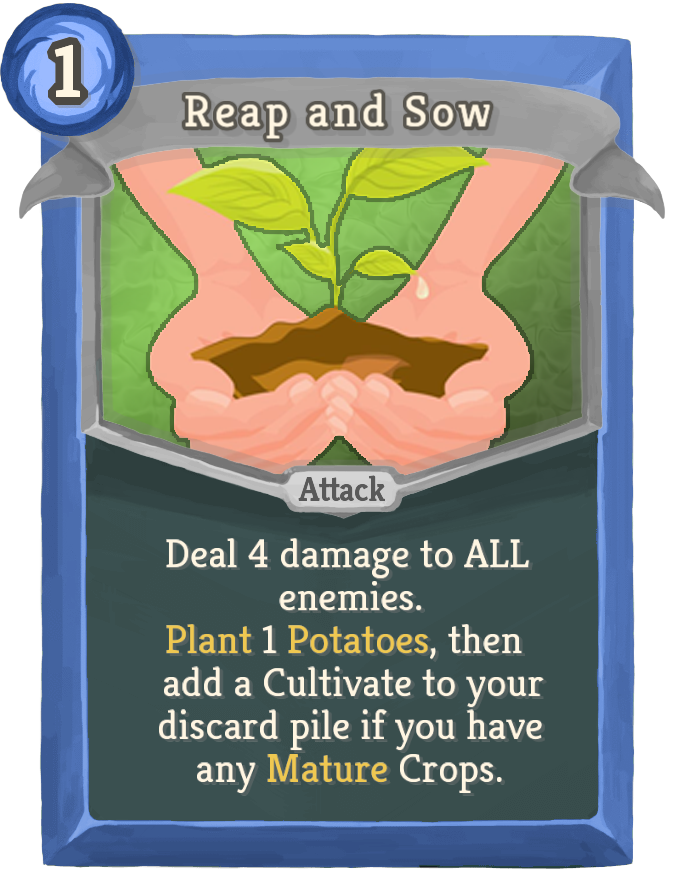 1
Reap and Sow
Attack
Deal 4 damage to ALL
enemies.
Plant 1 Potatoes, then
add a Cultivate to your
discard pile if you have
any Mature Crops.